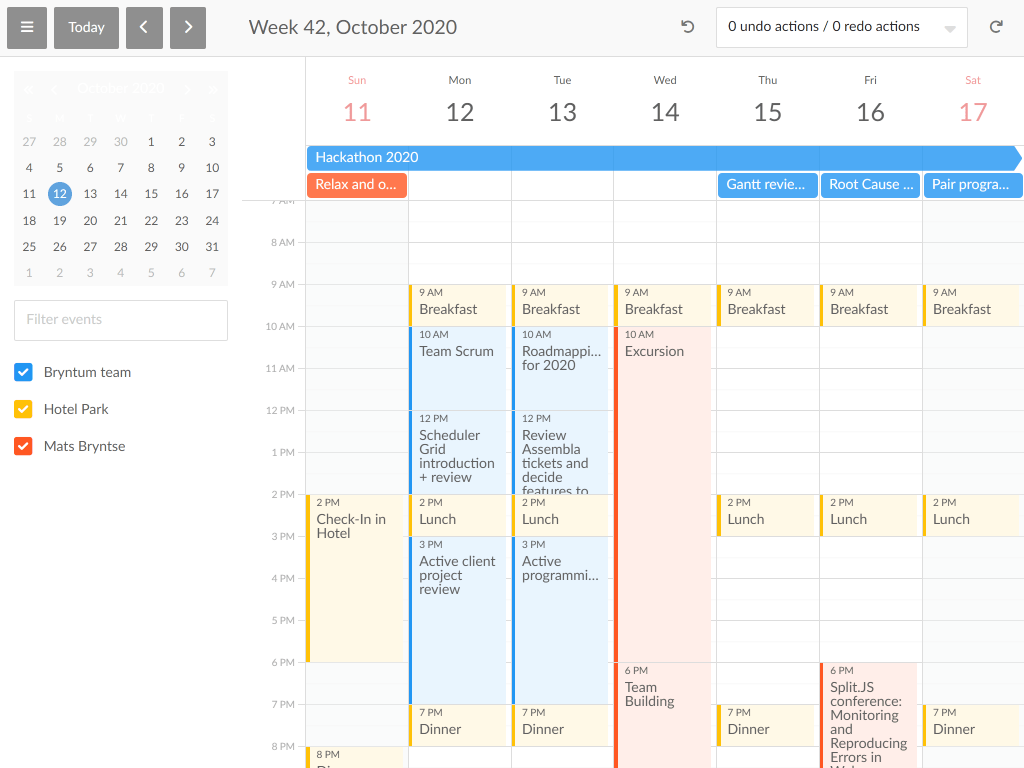 Today
Week 42, October 2020
0 undo actions / 0 redo actions
October 2020
27 28 29 30 1 2 3
4 5 6 7 8 9 10
11 12 13 14 15 16 17
18 19 20 21 22 23 24
25 26 27 28 29 30 31
1 2 3 4 5 6 7
Filter events
Bryntum team
Hotel Park
Mats Bryntse
Sun Mon Tue Wed Thu Fri Sat
11 12 13 14 15 16 17
Hackathon 2020
Relax and o...
Gantt revie...
Root Cause ...
Pair progra...
7 AM
8 AM
9 AM
10 AM
11 AM
12 PM
1 PM
2 PM
3 PM
4 PM
5 PM
6 PM
7 PM
8 PM
2 PM
Check-In in
Hotel
8 PM
9 AM
Breakfast
10 AM
Team Scrum
12 PM
Scheduler
Grid
introduction
+ review
2 PM
Lunch
3 PM
Active client
project
review
7 PM
Dinner
9 AM
Breakfast
10 AM
Roadmappi...
for 2020
12 PM
Review
Assembla
tickets and
decide
features to
2 PM
Lunch
3 PM
Active
programmi...
7 PM
Dinner
9 AM
Breakfast
10 AM
Excursion
6 PM
Team
Building
9 AM
Breakfast
2 PM
Lunch
7 PM
Dinner
9 AM
Breakfast
2 PM
Lunch
6 PM
Split.JS
conference:
Monitoring
and
Reproducing
Errors in
9 AM
Breakfast
2 PM
Lunch
7 PM
Dinner